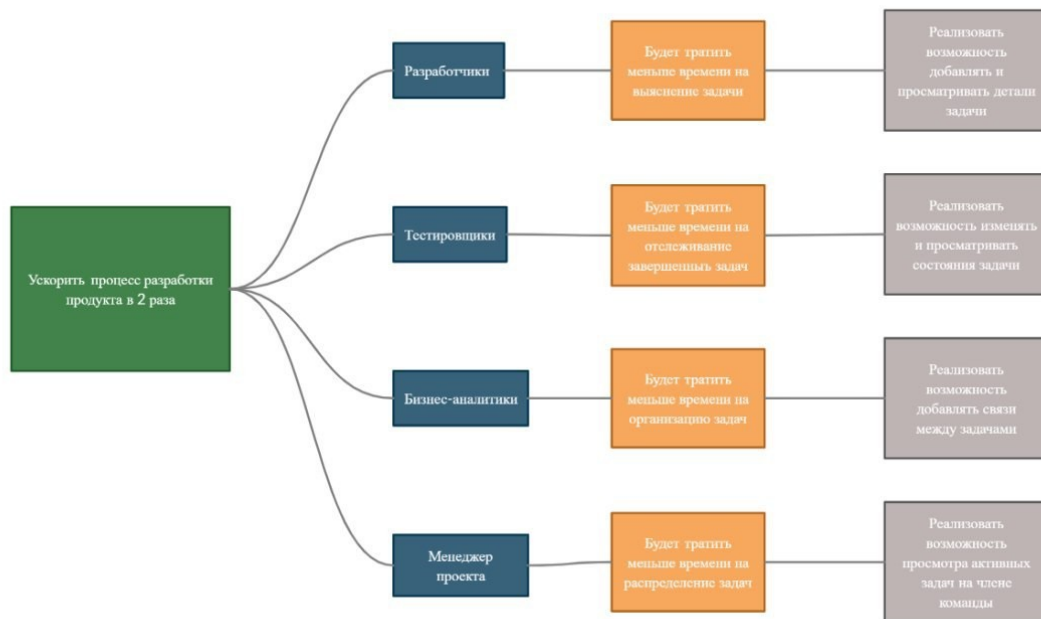 Ускорить процесс разработки
продукта в 2 раза
Разработчики
Будет тратить
меньше времени на
выяснение задачи
Реализовать
возможность
добавлять и
просматривать детали
задачи
Тестировщики
Будет тратить
меньше времени на
отслеживание
завершенныъ задач
Реализовать
возможность изменять
и просматривать
состояния задачи
Бизнес-аналитики
Будет тратить
меньше времени на
организацию задач
Реализовать
возможность
добавлять связи
между задачами
Менеджер
проекта
Будет тратить
меньше времени на
распределение задач
Реализовать
возможность
просмотра активных
задач на члене
команды